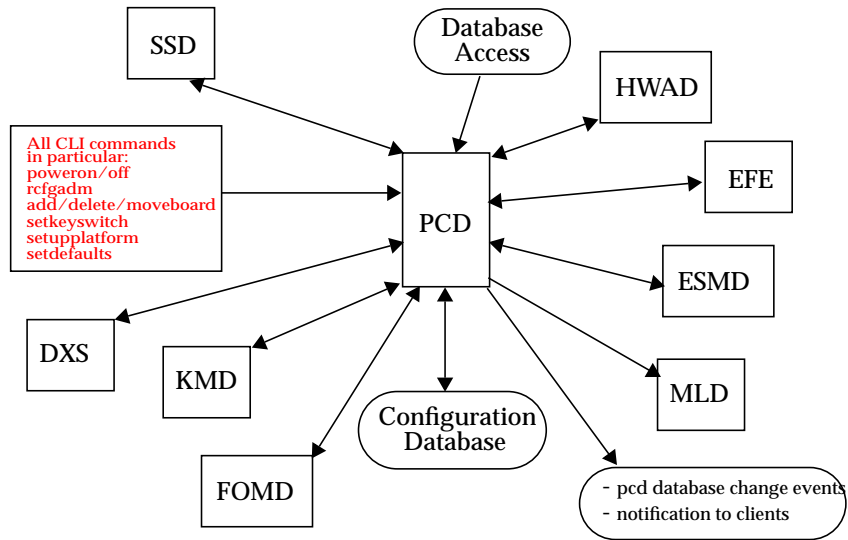 SSD
Database
Access
HWAD
All CLI commands
in particular:
poweron/off
rcfgadm
add/delete/moveboard
setkeyswitch
setupplatform
setdefaults
PCD
EFE
ESMD
DXS
KMD
MLD
Configuration
Database
FOMD
- pcd database change events
- notification to clients